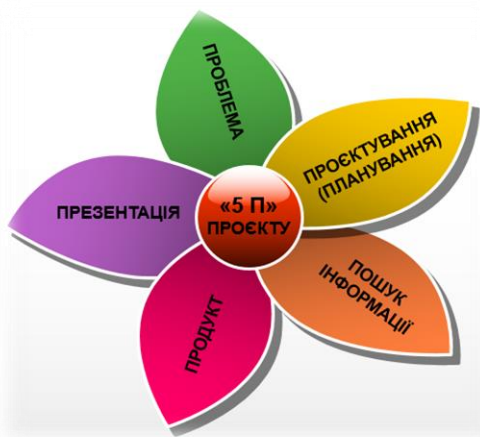 «5 П»
ПРОЄКТУ
ПРОБЛЕМА
ПРОЄКТУВАННЯ
(ПЛАНУВАННЯ)
ПОШУК
ІНФОРМАЦІЇ
ПРОДУКТ
ПРЕЗЕНТАЦІЯ